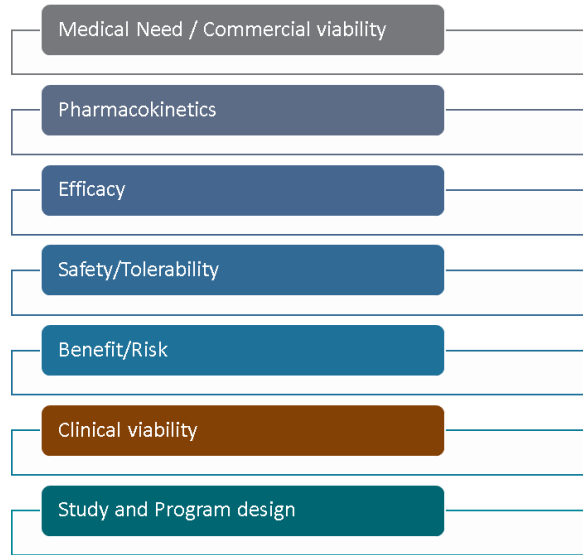 Medical Need / Commercial viability
Pharmacokinetics
Efficacy
Safety/Tolerability
Benefit/Risk
Clinical viability
Study and Program design